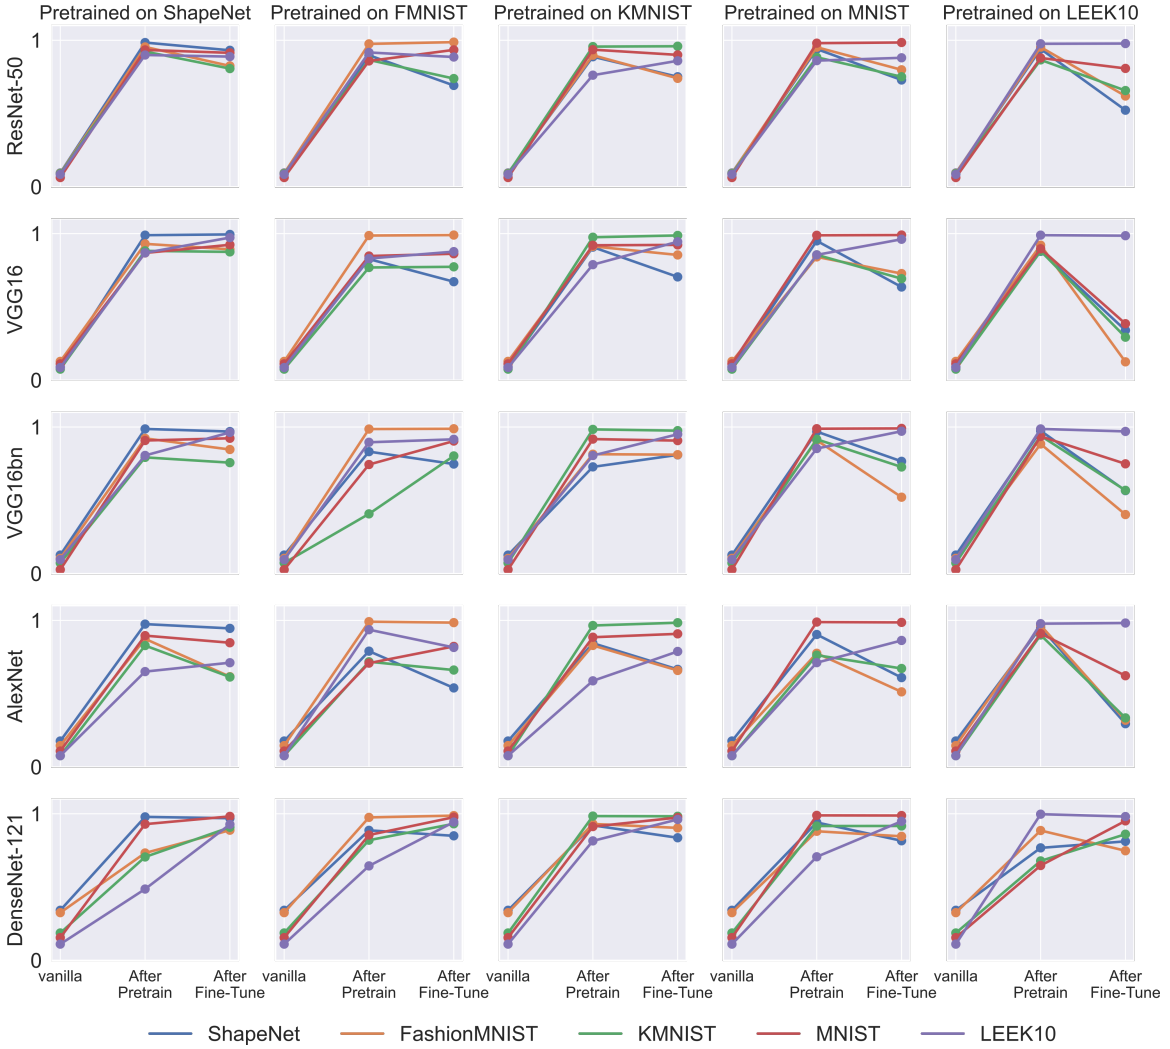 Pretrained on ShapeNet
Pretrained on FMNIST
Pretrained on KMNIST
Pretrained on MNIST
Pretrained on LEEK10
ResNet-50
1
0
VGG16
1
0
VGG16bn
1
0
AlexNet
1
0
DenseNet-121
1
0
vanilla
After
Pretrain
After
Fine-Tune
vanilla
After
Pretrain
After
Fine-Tune
vanilla
After
Pretrain
After
Fine-Tune
vanilla
After
Pretrain
After
Fine-Tune
vanilla
After
Pretrain
After
Fine-Tune
ShapeNet
FashionMNIST
KMNIST
MNIST
LEEK10